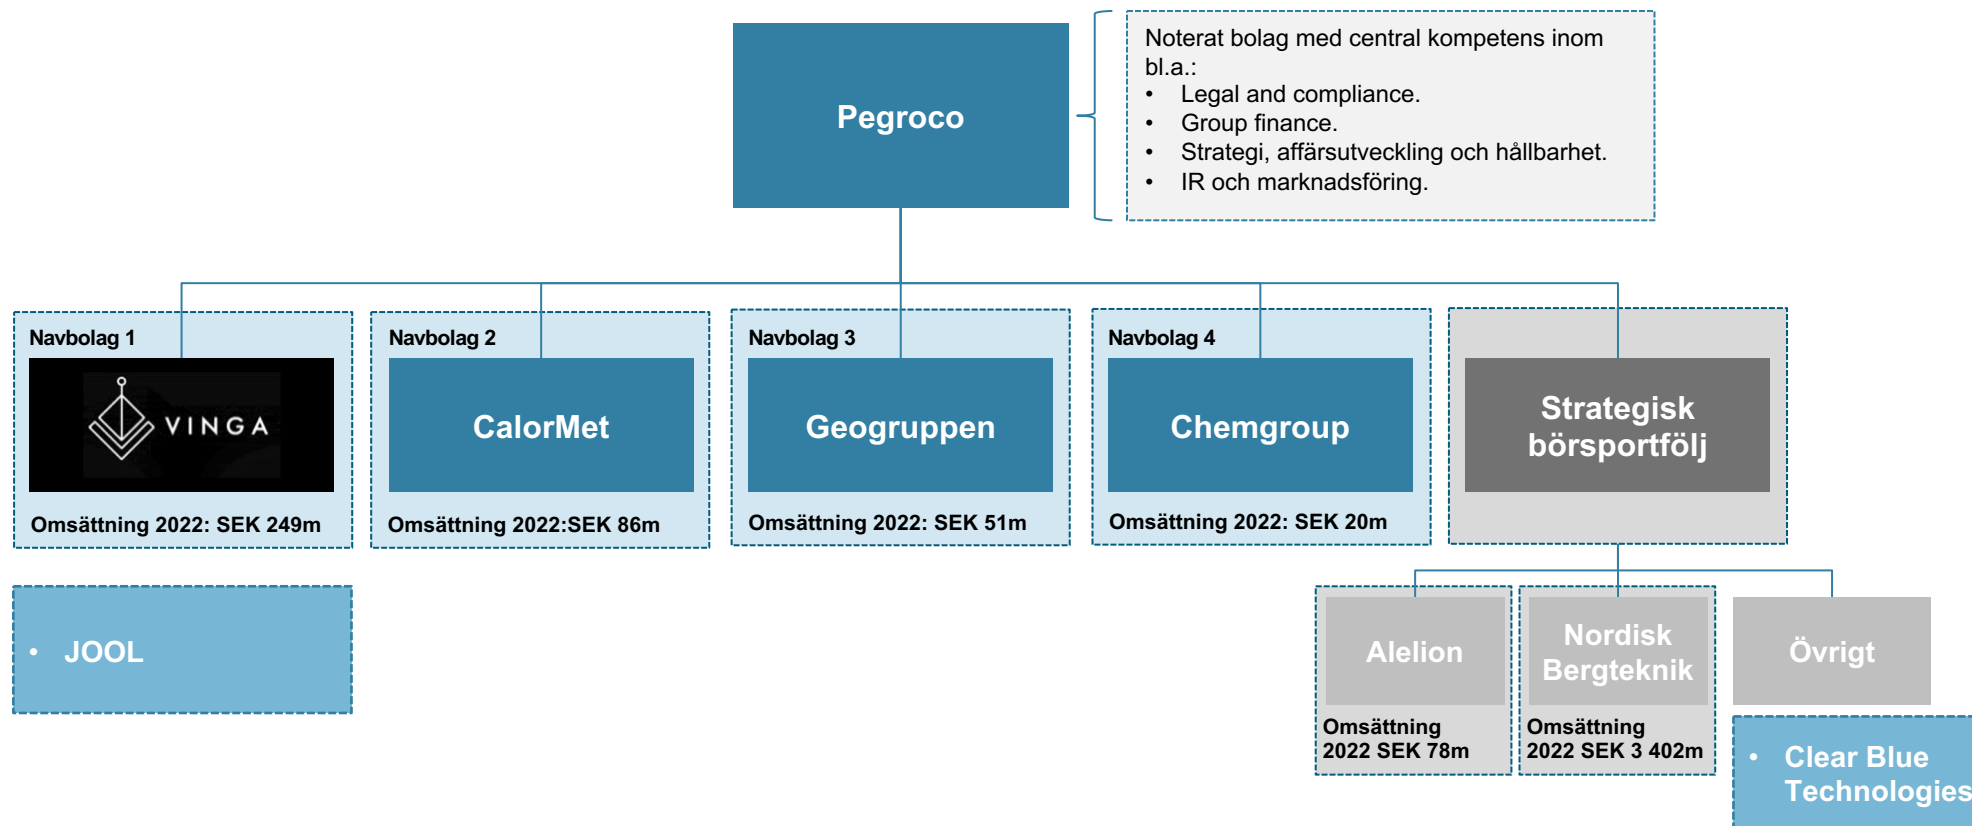 Pegroco
Noterat bolag med central kompetens inom
bl.a.:
• Legal and compliance.
• Group finance.
• Strategi, affärsutveckling och hållbarhet.
• IR och marknadsföring.
Navbolag 1
VINGA
Omsättning 2022: SEK 249m
Navbolag 2
CalorMet
Omsättning 2022:SEK 86m
Navbolag 3
Geogruppen
Omsättning 2022: SEK 51m
Navbolag 4
Chemgroup
Omsättning 2022: SEK 20m
Strategisk
börsportfölj
• JOOL
Alelion
Omsättning
2022 SEK 78m
Nordisk
Bergteknik
Omsättning
2022 SEK 3 402m
Övrigt
• Clear Blue
Technologies